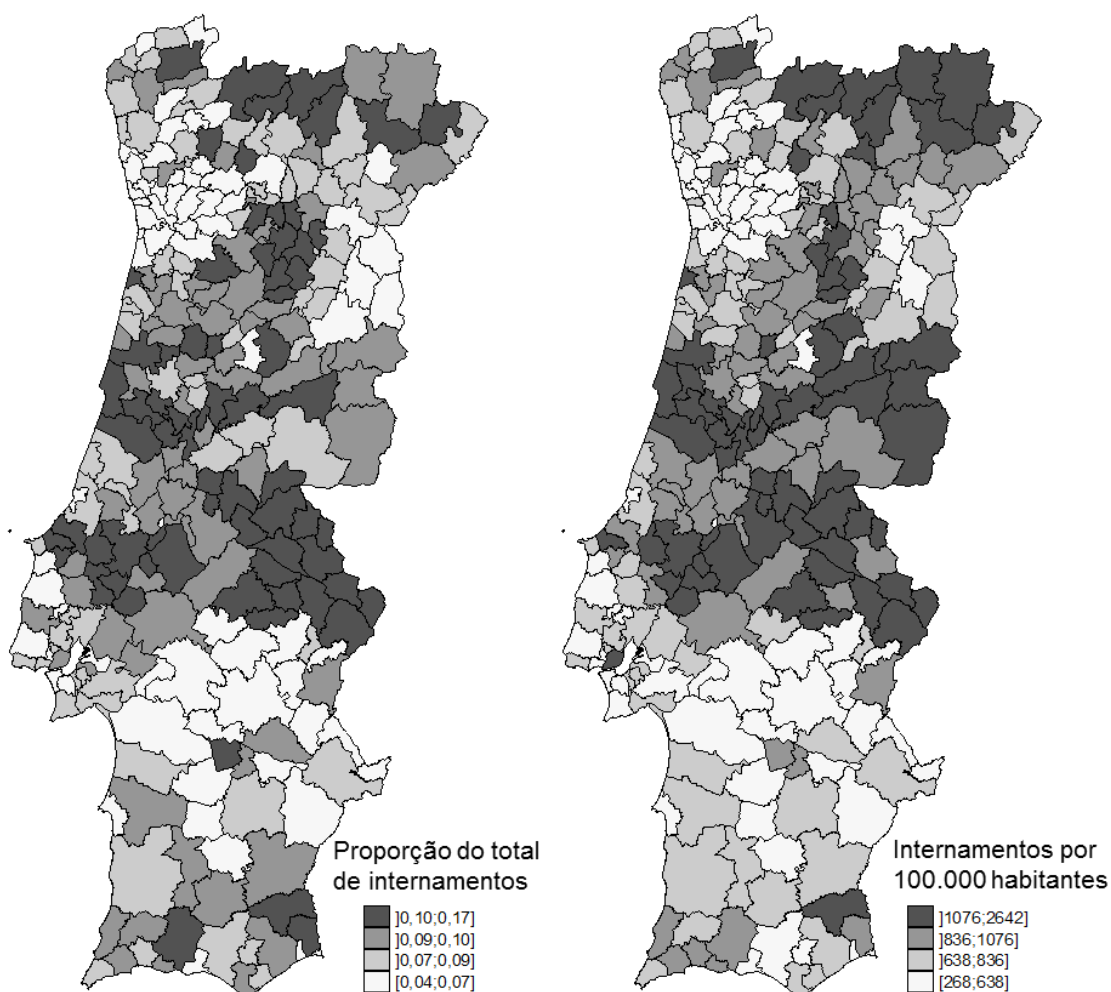 Proporção do total
de internamentos
]0,10;0,17]
]0,09;0,10]
]0,07;0,09]
[0,04;0,07]
Internamentos por
100.000 habitantes
]1076;2642]
]836;1076]
]638;836]
[268;638]